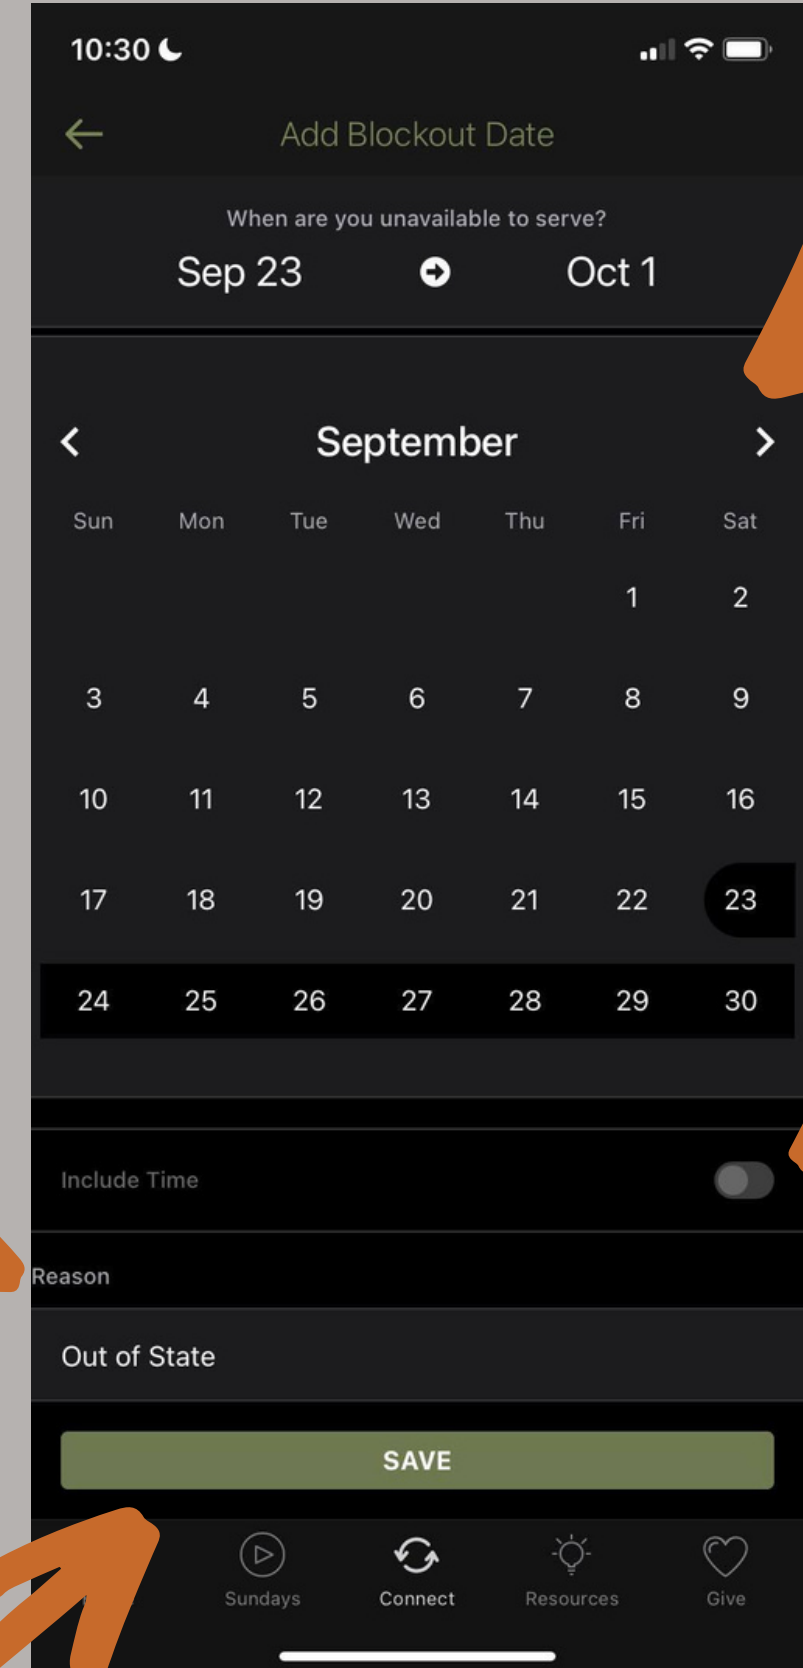 10:30
Add Blockout Date
When are you unavailable to serve?
Sep 23 Oct 1
September
Sun Mon Tue Wed Thu Fri Sat
1 2
3 4 5 6 7 8 9
10 11 12 13 14 15 16
17 18 19 20 21 22 23
24 25 26 27 28 29 30
Include Time
Reason
Out of State
SAVE
Sundays Connect Resources Give